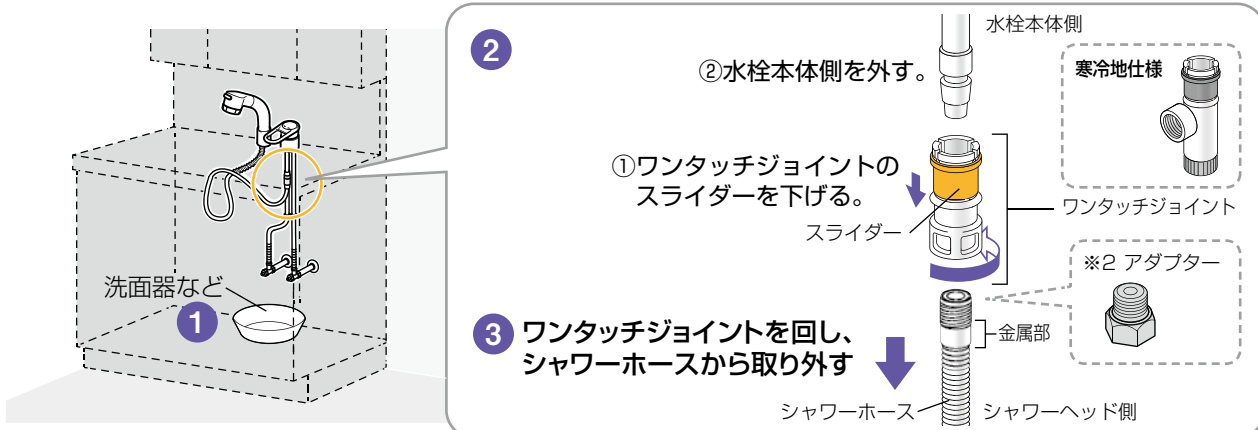 洗面器など
1
2
水栓本体側
②水栓本体側を外す。
①ワンタッチジョイントの
スライダーを下げる。
スライダー
寒冷地仕様
ワンタッチジョイント
※2 アダプター
3 ワンタッチジョイントを回し、
シャワーホースから取り外す
金属部
シャワーホース
シャワーヘッド側